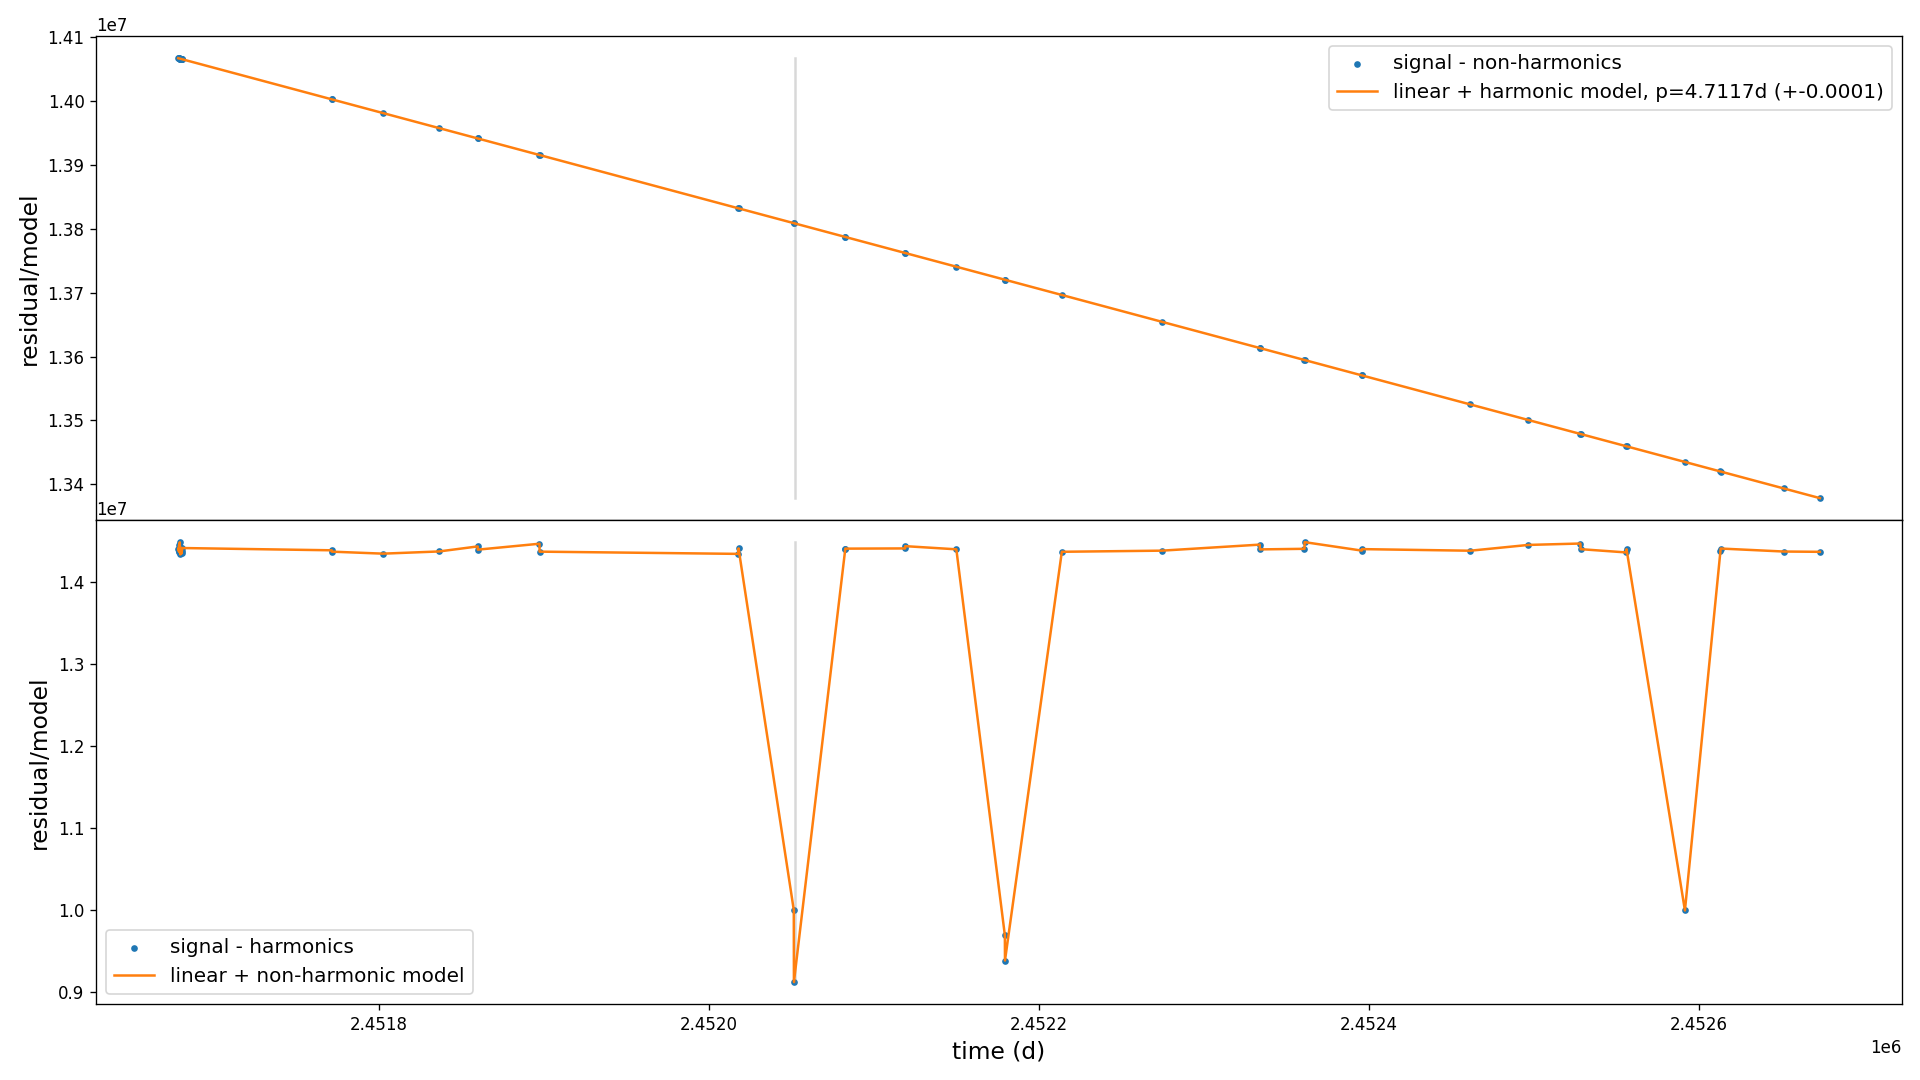 1e7
1.41
1.40
1.39
1.38
1.37
1.36
1.35
1.34
residual/model
signal - non-harmonics
linear + harmonic model, p=4.7117d (+-0.0001)
1e7
1.4
1.3
1.2
1.1
1.0
0.9
residual/model
signal - harmonics
linear + non-harmonic model
2.4518
2.4520
2.4522
2.4524
2.4526
1e6
time (d)